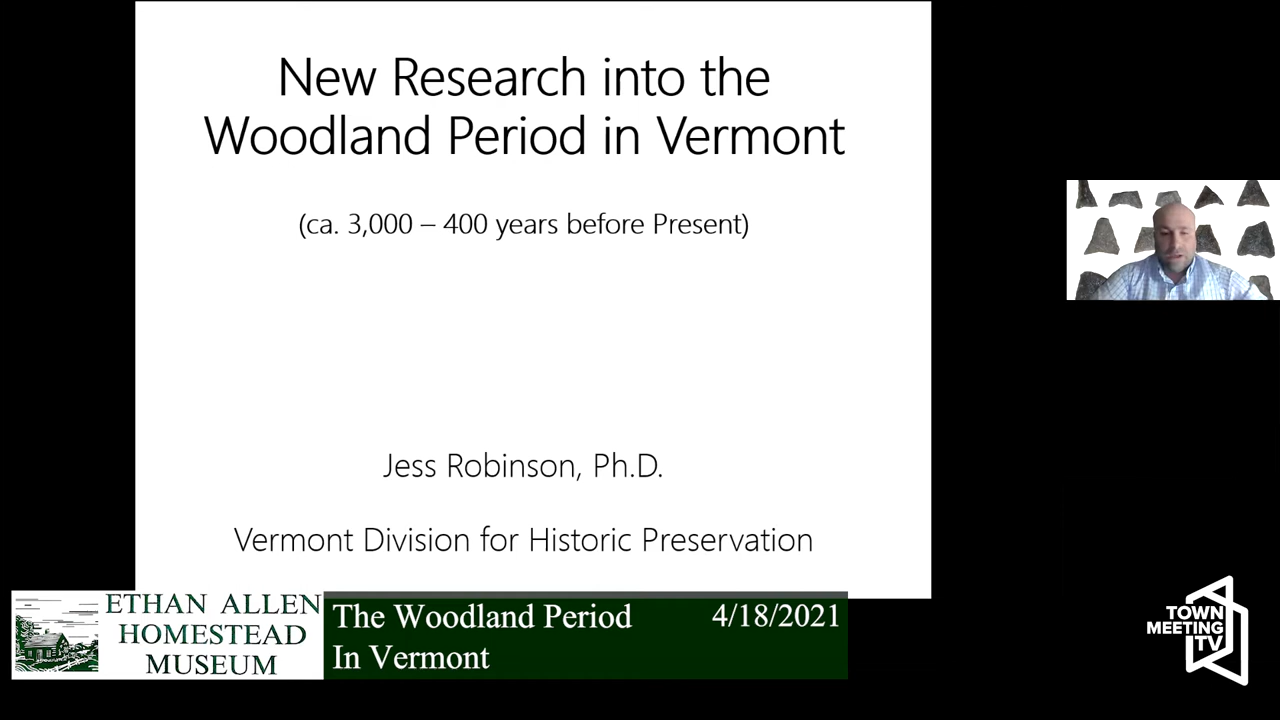 New Research into the
Woodland Period in Vermont
(ca. 3,000 – 400 years before Present)
Jess Robinson, Ph.D.
Vermont Division for Historic Preservation
ETHAN ALLEN
HOMESTEAD
MUSEUM
The Woodland Period 4/18/2021
In Vermont
TOWN
MEETING
TV